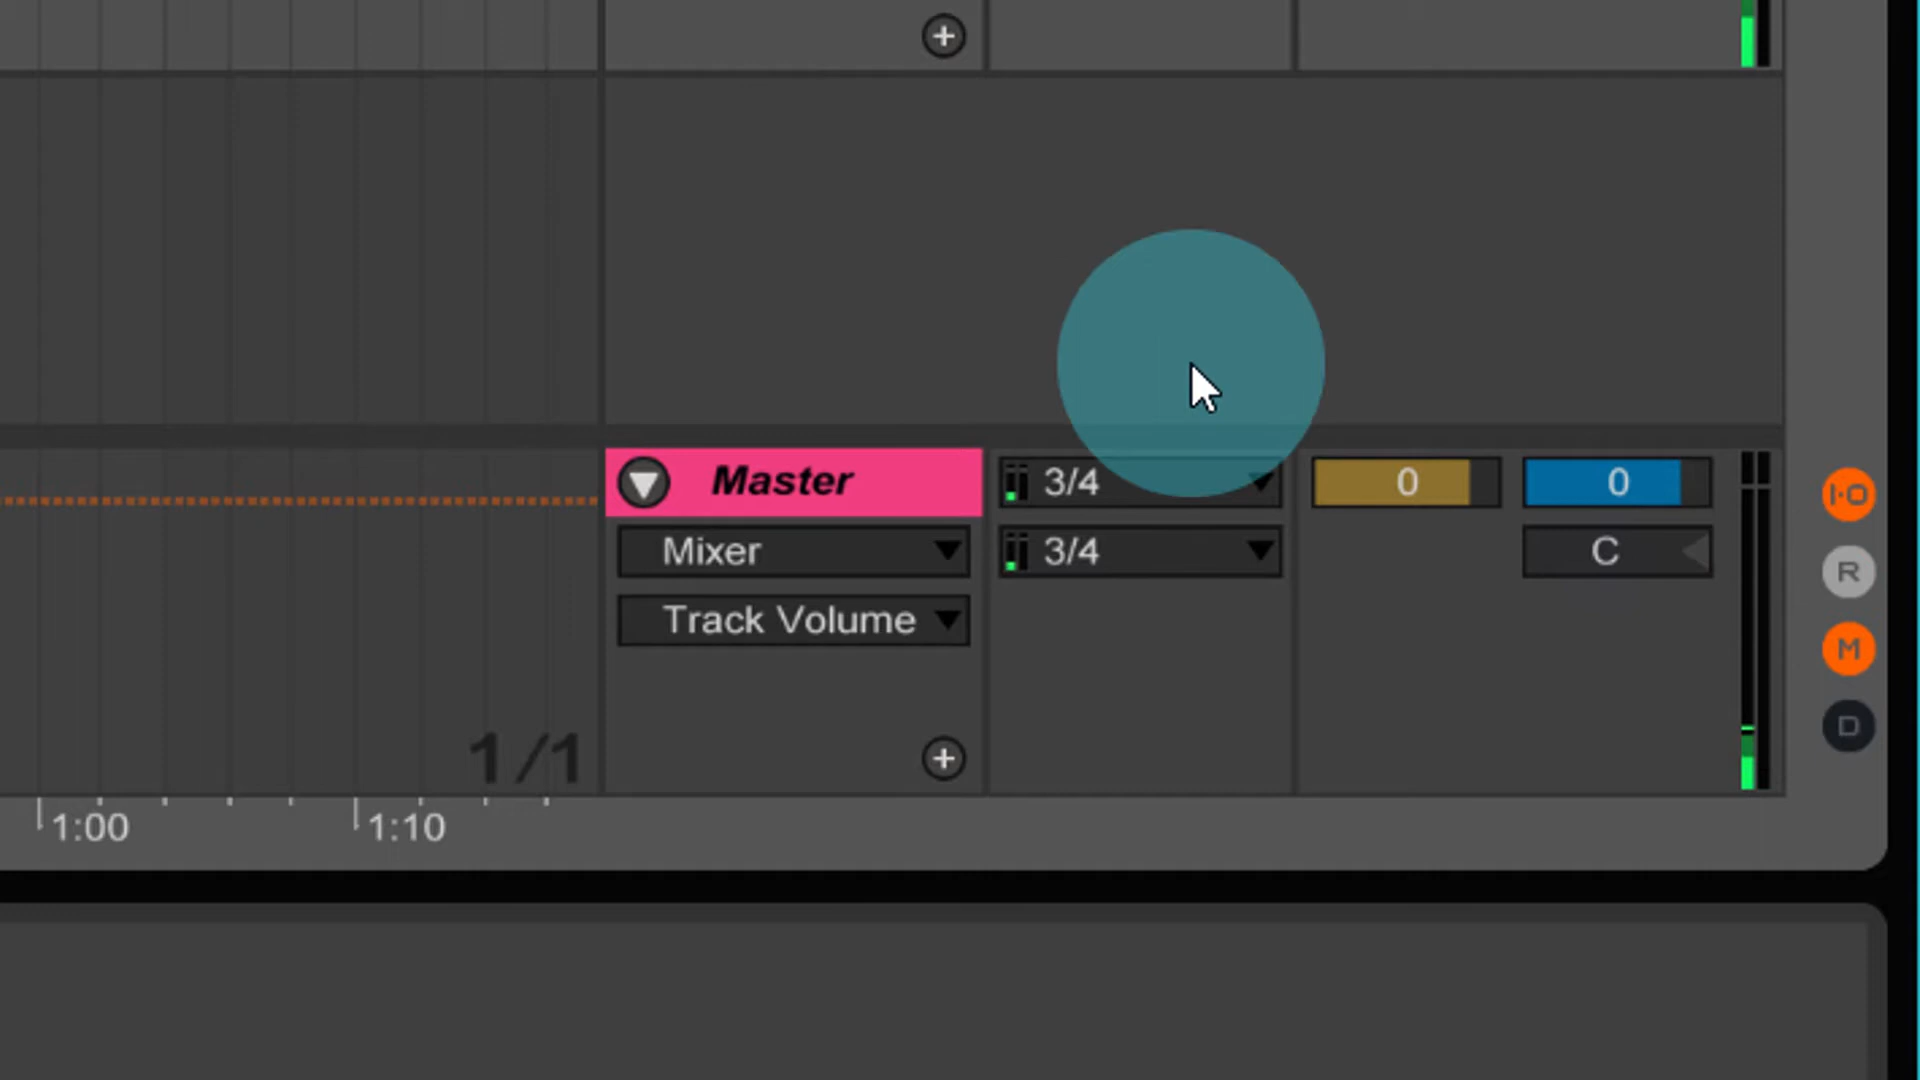 Master
3/4
0
0
I·O
Mixer
3/4
C
R
Track Volume
M
D
1/1
1:00
1:10